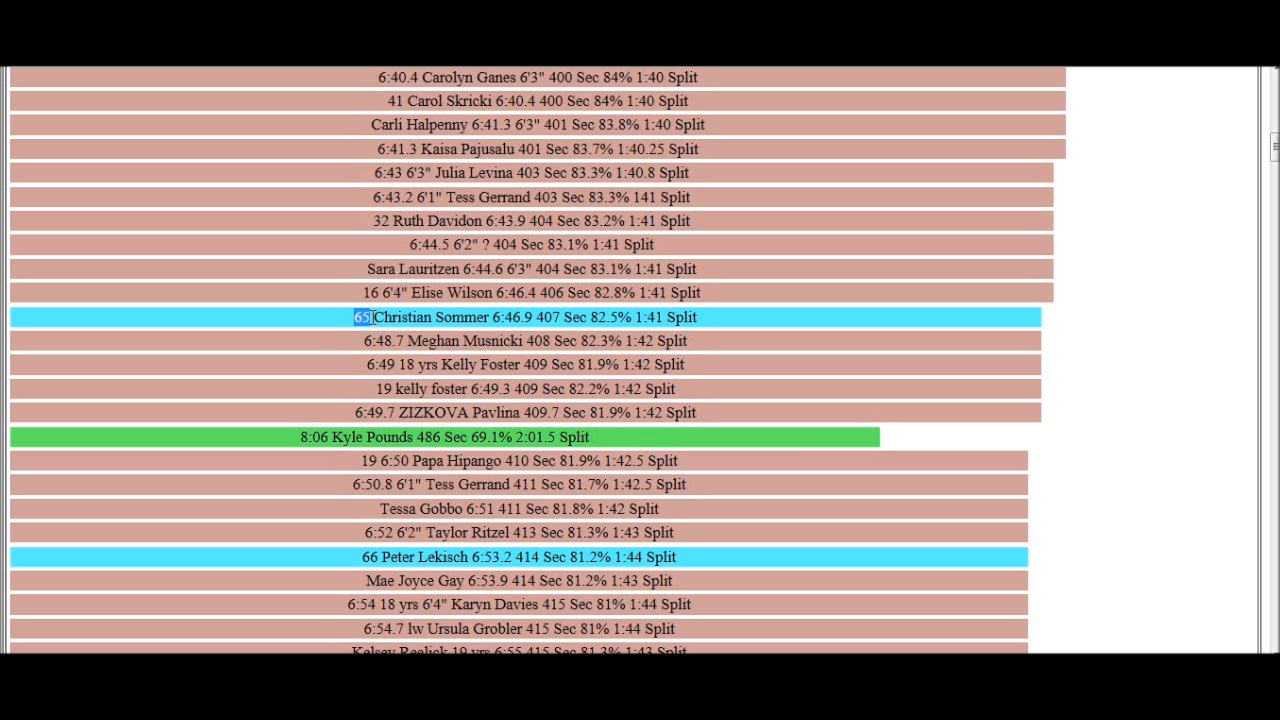 6:40.4 Carolyn Ganes 6'3" 400 Sec 84% 1:40 Split
41 Carol Skricki 6:40.4 400 Sec 84% 1:40 Split
Carli Halpenny 6:41.3 6'3" 401 Sec 83.8% 1:40 Split
6:41.3 Kaisa Pajusalu 401 Sec 83.7% 1:40.25 Split
6:43 6'3" Julia Levina 403 Sec 83.3% 1:40.8 Split
6:43.2 6'1" Tess Gerrand 403 Sec 83.3% 141 Split
32 Ruth Davidon 6:43.9 404 Sec 83.2% 1:41 Split
6:44.5 6'2" ? 404 Sec 83.1% 1:41 Split
Sara Lauritzen 6:44.6 6'3" 404 Sec 83.1% 1:41 Split
16 6'4" Elise Wilson 6:46.4 406 Sec 82.8% 1:41 Split
65 Christian Sommer 6:46.9 407 Sec 82.5% 1:41 Split
6:48.7 Meghan Musnicki 408 Sec 82.3% 1:42 Split
6:49 18 yrs Kelly Foster 409 Sec 81.9% 1:42 Split
19 kelly foster 6:49.3 409 Sec 82.2% 1:42 Split
6:49.7 ZIZKOVA Pavlina 409.7 Sec 81.9% 1:42 Split
8:06 Kyle Pounds 486 Sec 69.1% 2:01.5 Split
19 6:50 Papa Hipango 410 Sec 81.9% 1:42.5 Split
6:50.8 6'1" Tess Gerrand 411 Sec 81.7% 1:42.5 Split
Tessa Gobbo 6:51 411 Sec 81.8% 1:42 Split
6:52 6'2" Taylor Ritzel 413 Sec 81.3% 1:43 Split
66 Peter Lekisch 6:53.2 414 Sec 81.2% 1:44 Split
Mae Joyce Gay 6:53.9 414 Sec 81.2% 1:43 Split
6:54 18 yrs 6'4" Karyn Davies 415 Sec 81% 1:44 Split
6:54.7 lw Ursula Grobler 415 Sec 81% 1:44 Split
Kelsey Reelick 19 yrs 6:55 415 Sec 81.3% 1:43 Split